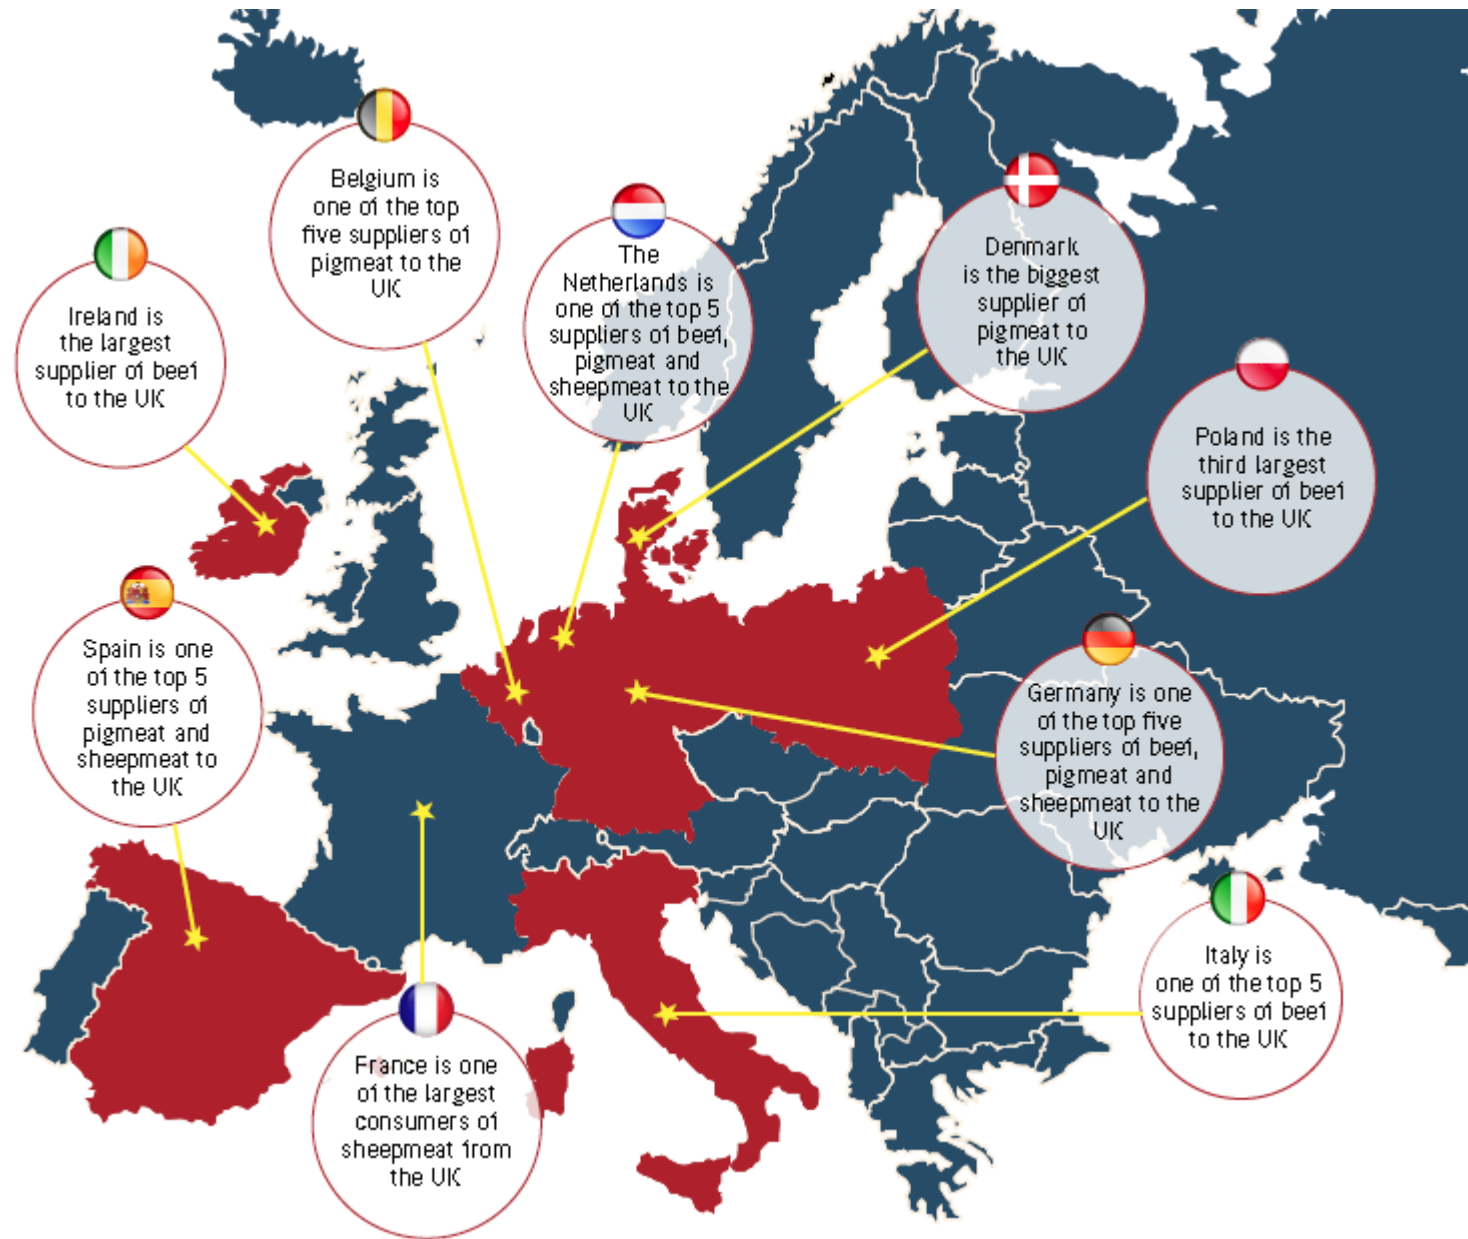 Belgium is
one of the top
five suppliers of
pigmeat to the
UK
Ireland is
the largest
supplier of beef
to the UK
The
Netherlands is
one of the top 5
suppliers of beef,
pigmeat and
sheepmeat to the
UK
Denmark
is the biggest
supplier of
pigmeat to
the UK
Poland is the
third largest
supplier of beef
to the UK
Spain is one
of the top 5
suppliers of
pigmeat and
sheepmeat to
the UK
Germany is one
of the top five
suppliers of beef,
pigmeat and
sheepmeat to the
UK
Italy is
one of the top 5
suppliers of beef
to the UK
France is one
of the largest
consumers of
sheepmeat from
the UK